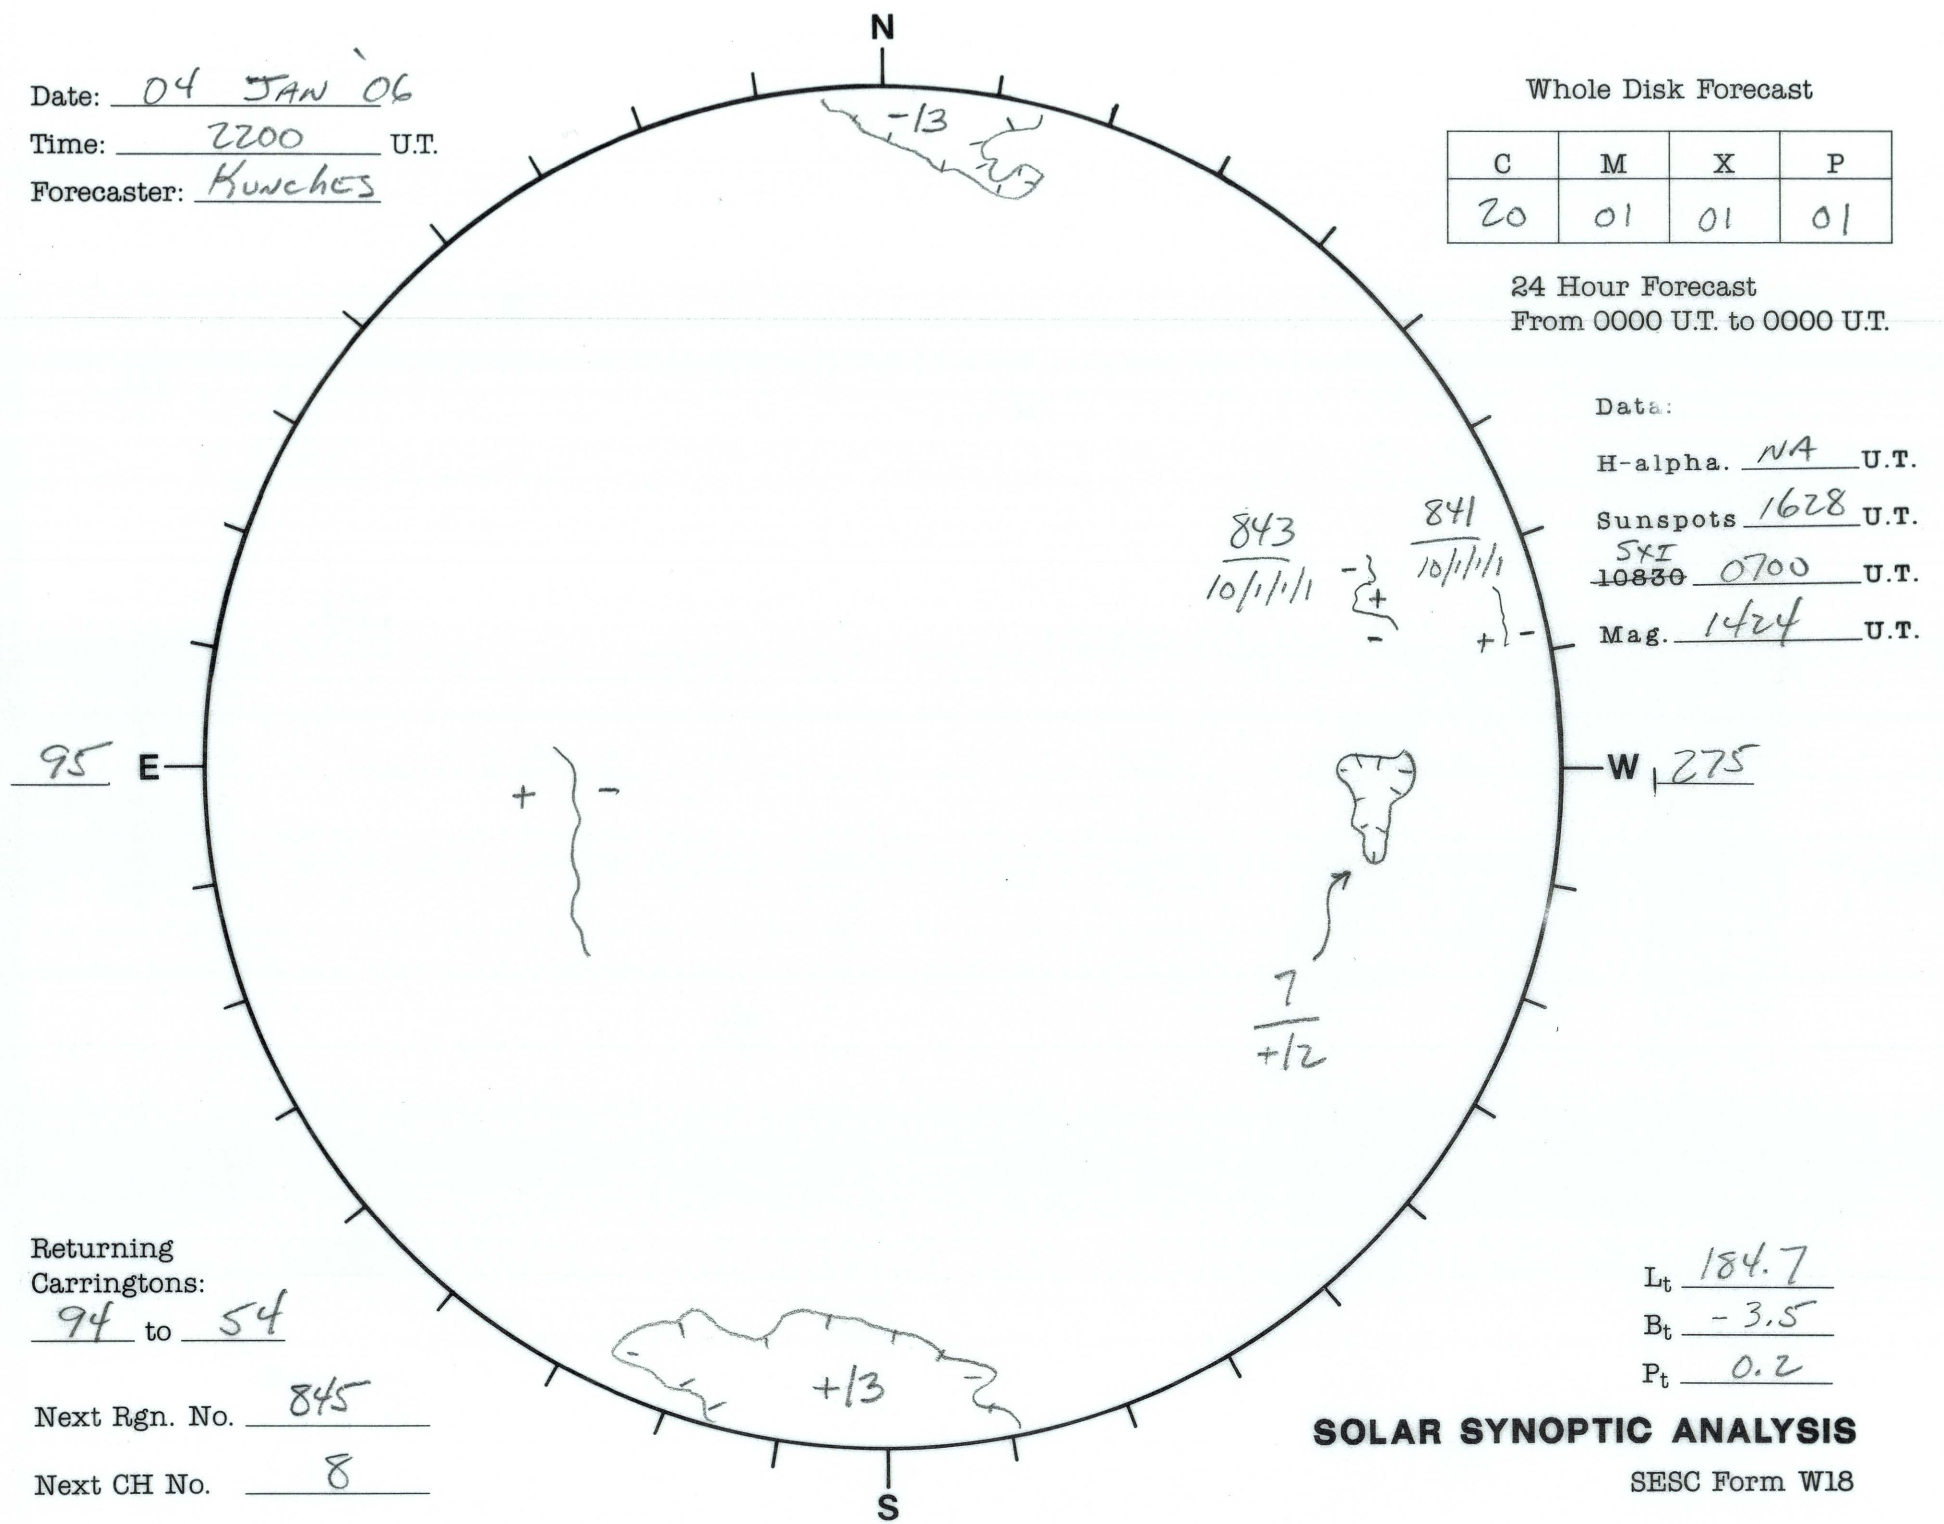 N
Date: 04 JAN '06
Time: 2200 U.T.
Forecaster: Kunches
Whole Disk Forecast
C M X P
20 01 01 01
24 Hour Forecast
From 0000 U.T. to 0000 U.T.
Data:
H-alpha. NA U.T.
Sunspots 1628 U.T.
SXI
10830 0700 U.T.
Mag. 1424 U.T.
-/3
843
10/1/1/1
841
10/1/1/1
-
+
-
+ -
95 E
W 275
+ -
7
+/2
+/3
Returning
Carringtons:
94 to 54
Next Rgn. No. 845
Next CH No. 8
Lt 184.7
Bt -3.5
Pt 0.2
SOLAR SYNOPTIC ANALYSIS
SESC Form W18
S